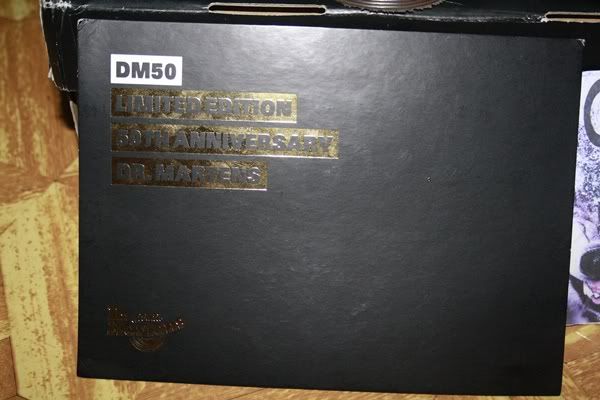 DM50
LIMITED EDITION
50TH ANNIVERSARY
DR. MARTENS